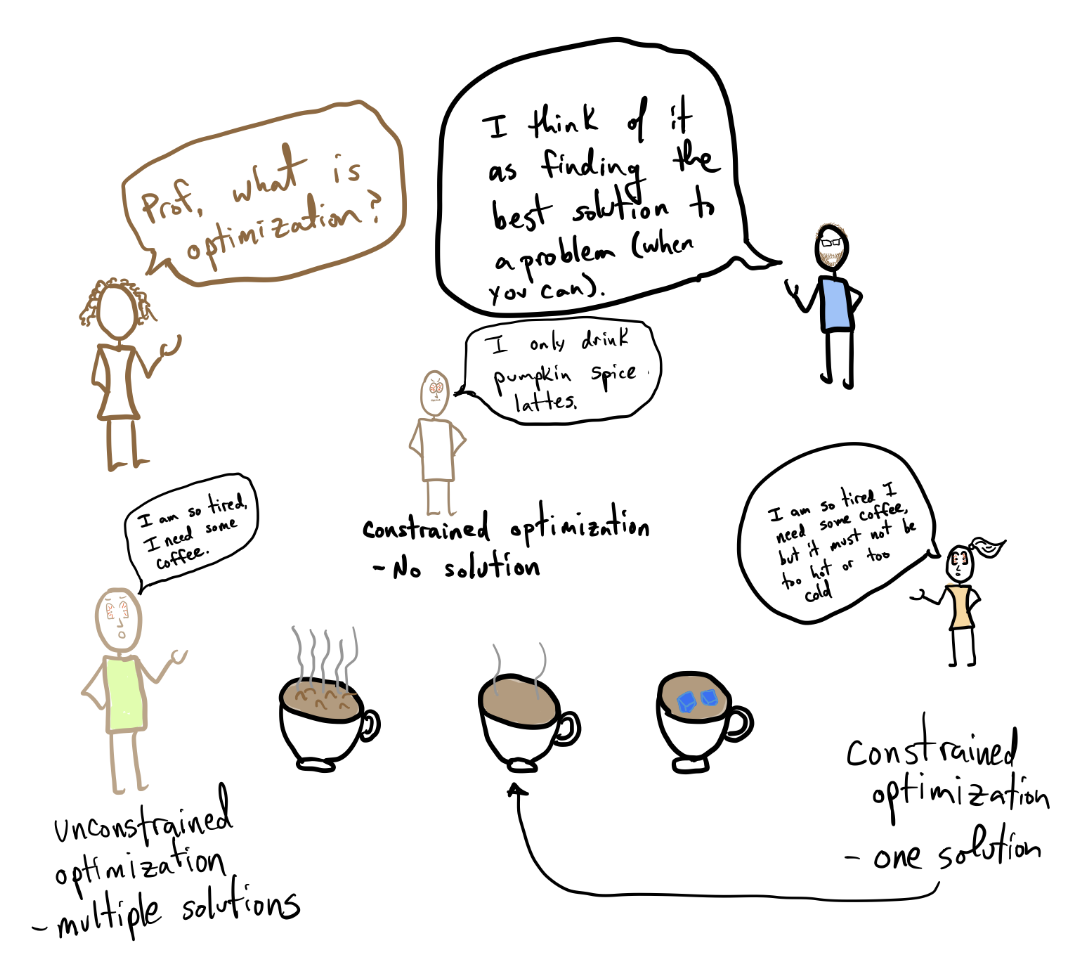 Prof, what is
optimization?
I think of it
as finding the
best solution to
a problem (when
you can).
I only drink
pumpkin spice
lattes.
constrained optimization
- No solution
I am so tired,
I need some
coffee.
I am so tired I
need some coffee,
but it must not be
too hot or too
cold
unconstrained
optimization
- multiple solutions
constrained
optimization
- one solution